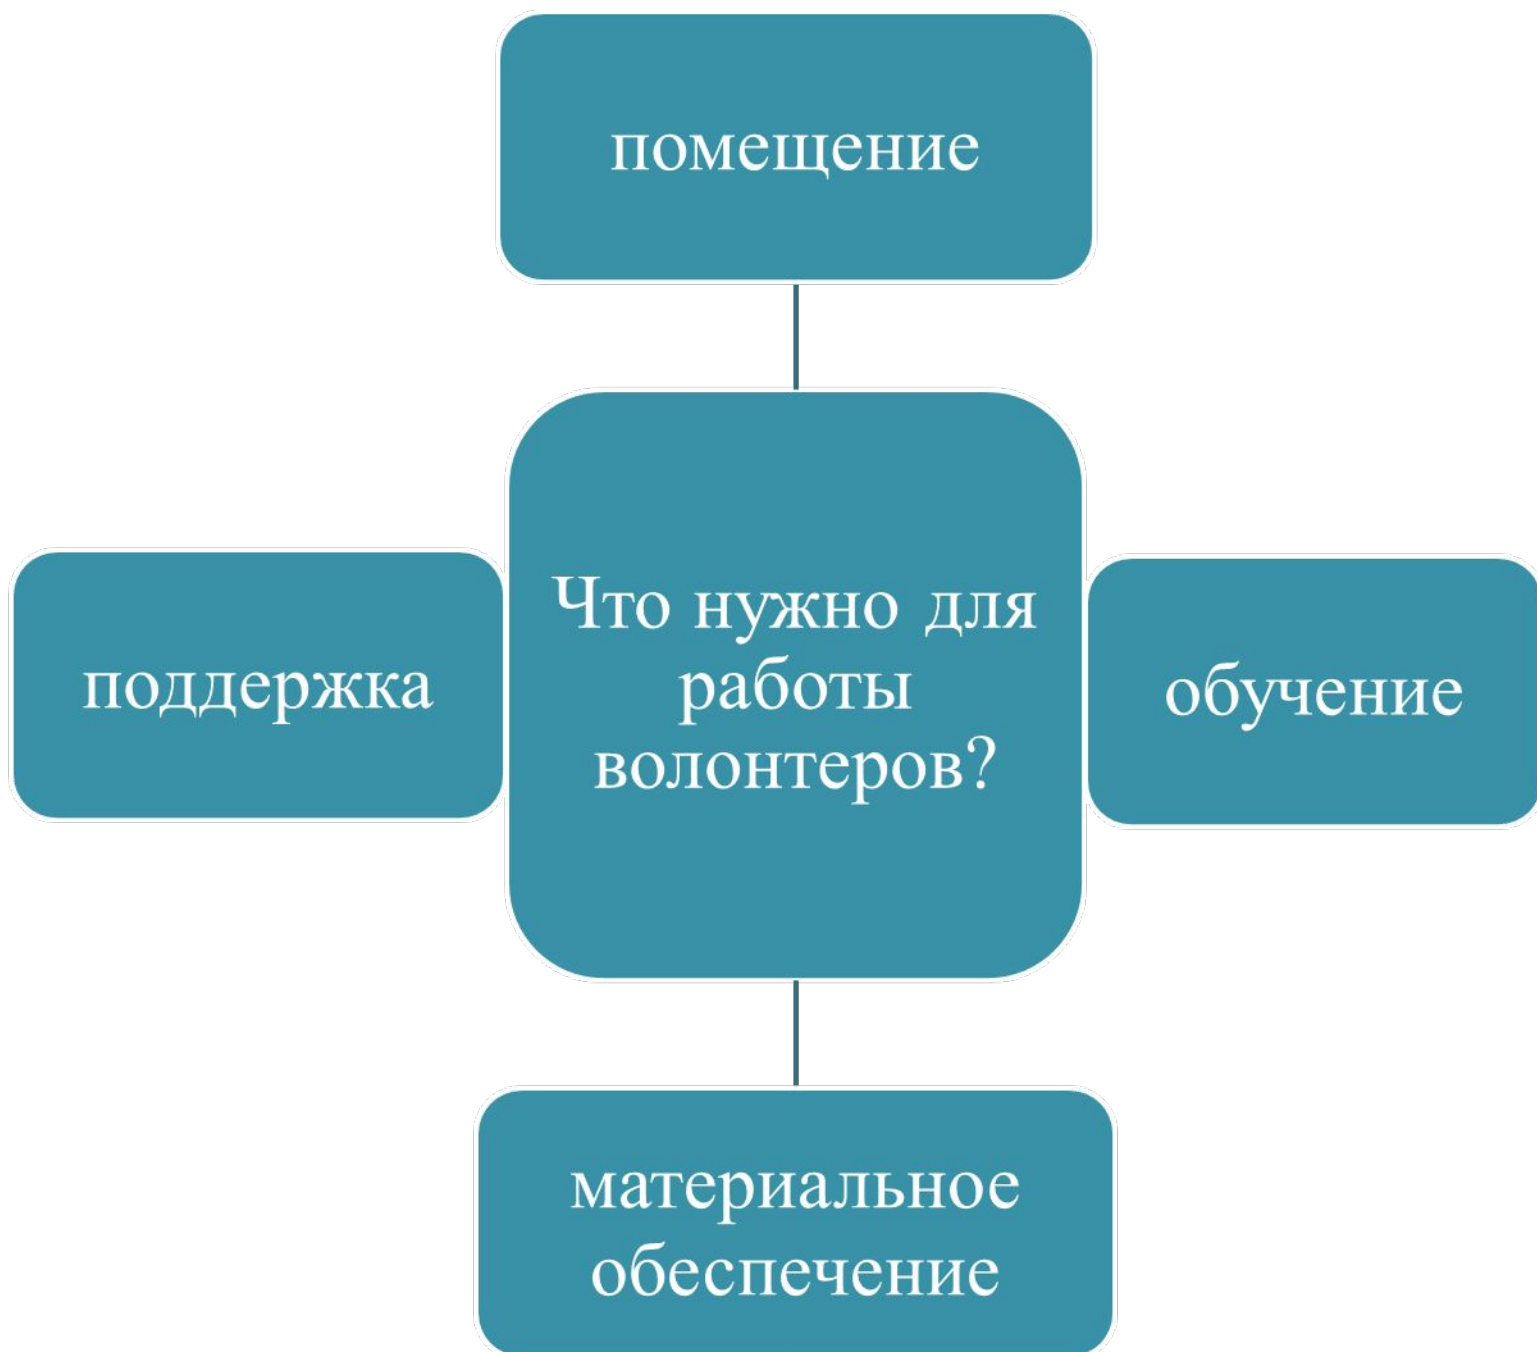 помещение
поддержка
Что нужно для
работы
волонтеров?
обучение
материальное
обеспечение